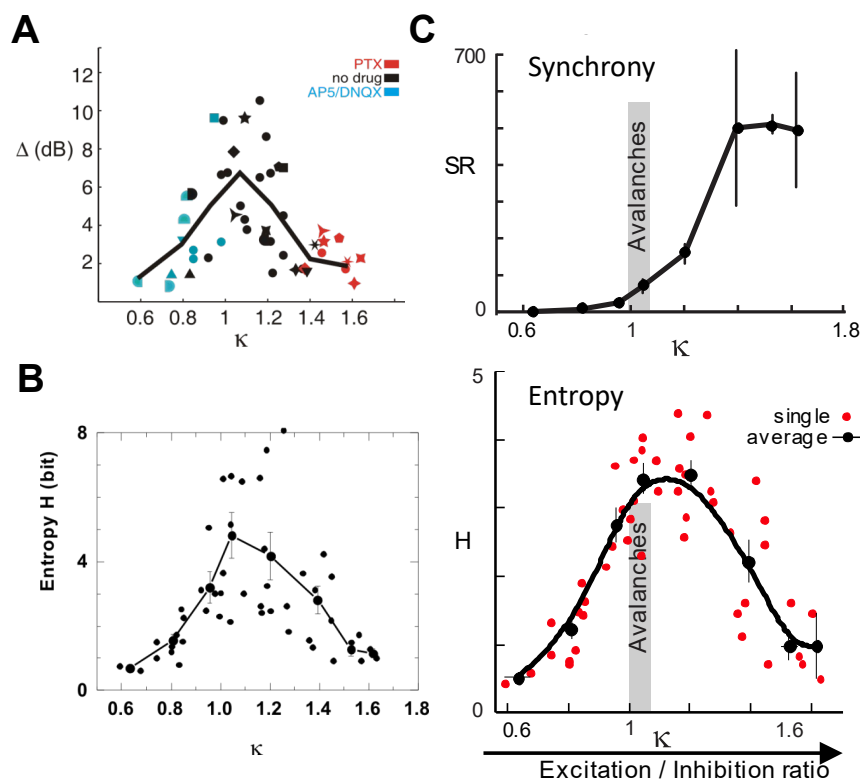 A
PTX
no drug
AP5/DNQX
12
10
8
6
4
2
Δ (dB)
0.6 0.8 1.0 1.2 1.4 1.6
κ
B
8
4
0
Entropy H (bit)
0.6 0.8 1.0 1.2 1.4 1.6 1.8
κ
C
700
Synchrony
SR
Avalanches
0
0.6 1 1.8
κ
5
Entropy
single
average
H
Avalanches
0
0.6 1 1.6
κ
Excitation / Inhibition ratio